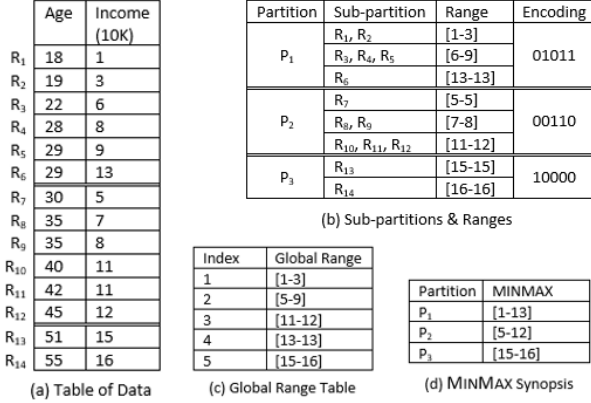 Age Income (10K)
R1 18 1
R2 19 3
R3 22 6
R4 28 8
R5 29 9
R6 29 13
R7 30 5
R8 35 7
R9 35 8
R10 40 11
R11 42 11
R12 45 12
R13 51 15
R14 55 16
(a) Table of Data
Partition Sub-partition Range Encoding
P1 R1, R2 [1-3] 01011
R3, R4, R5 [6-9]
R6 [13-13]
P2 R7 [5-5] 00110
R8, R9 [7-8]
R10, R11, R12 [11-12]
P3 R13 [15-15] 10000
R14 [16-16]
(b) Sub-partitions & Ranges
Index Global Range
1 [1-3]
2 [5-9]
3 [11-12]
4 [13-13]
5 [15-16]
(c) Global Range Table
Partition MINMAX
P1 [1-13]
P2 [5-12]
P3 [15-16]
(d) MINMAX Synopsis